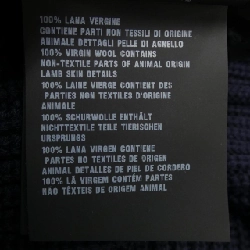 100% LANA VERGINE
CONTIENE PARTI NON TESSILI DI ORIGINE
ANIMALE DETTAGLI PELLE DI AGNELLO
100% VIRGIN WOOL CONTAINS
NON-TEXTILE PARTS OF ANIMAL ORIGIN
LAMB SKIN DETAILS
100% LAINE VIERGE CONTIENT DES
PARTIES NON TEXTILES D'ORIGINE
ANIMALE
100% SCHURWOLLE ENTHÄLT
NICHTTEXTILE TEILE TIERISCHEN
URSPRUNGS
100% LANA VIRGEN CONTIENE
PARTES NO TEXTILES DE ORIGEN
ANIMAL DETALLES DE PIEL DE CORDERO
100% LÃ VIRGEM CONTÉM PARTES
NÃO TÊXTEIS DE ORIGEM ANIMAL